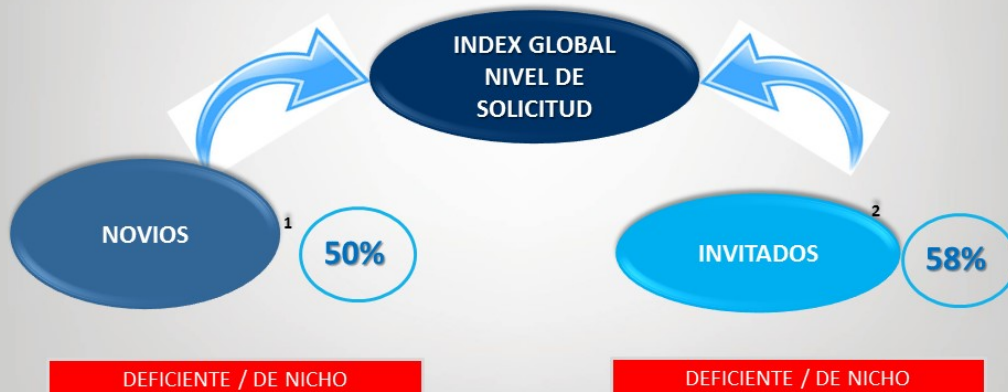 INDEX GLOBAL
NIVEL DE
SOLICITUD
NOVIOS
1
50%
INVITADOS
2
58%
DEFICIENTE / DE NICHO
DEFICIENTE / DE NICHO